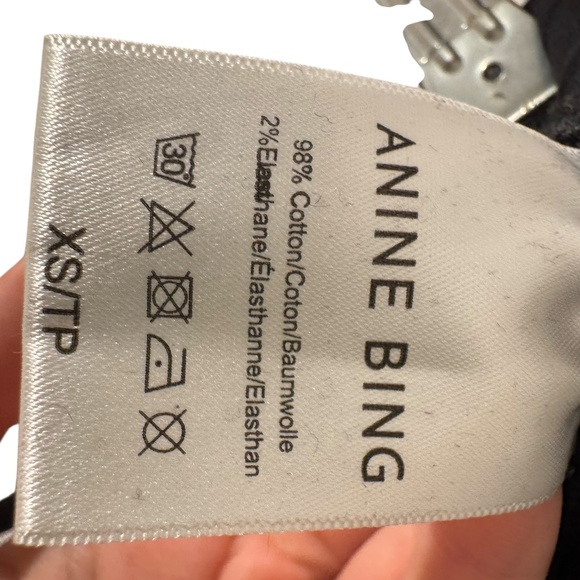 ANINE BING
98% Cotton/Coton/Baumwolle
2%Elasthane/Élasthanne/Elasthan
30°
XS/TP